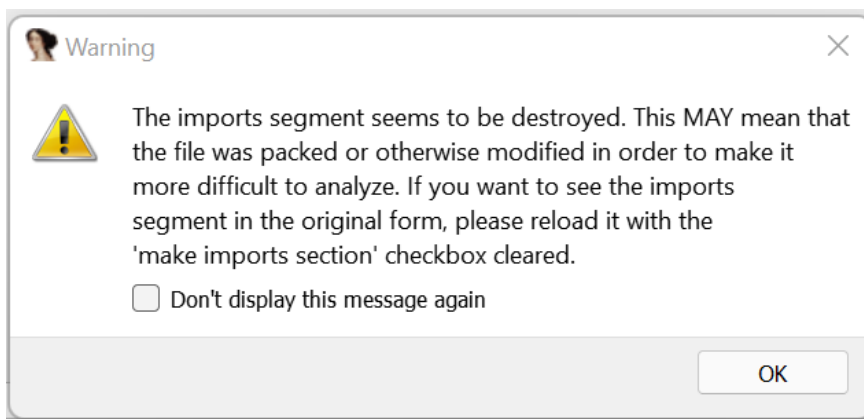 Warning
The imports segment seems to be destroyed. This MAY mean that
the file was packed or otherwise modified in order to make it
more difficult to analyze. If you want to see the imports
segment in the original form, please reload it with the
'make imports section' checkbox cleared.
Don't display this message again
OK